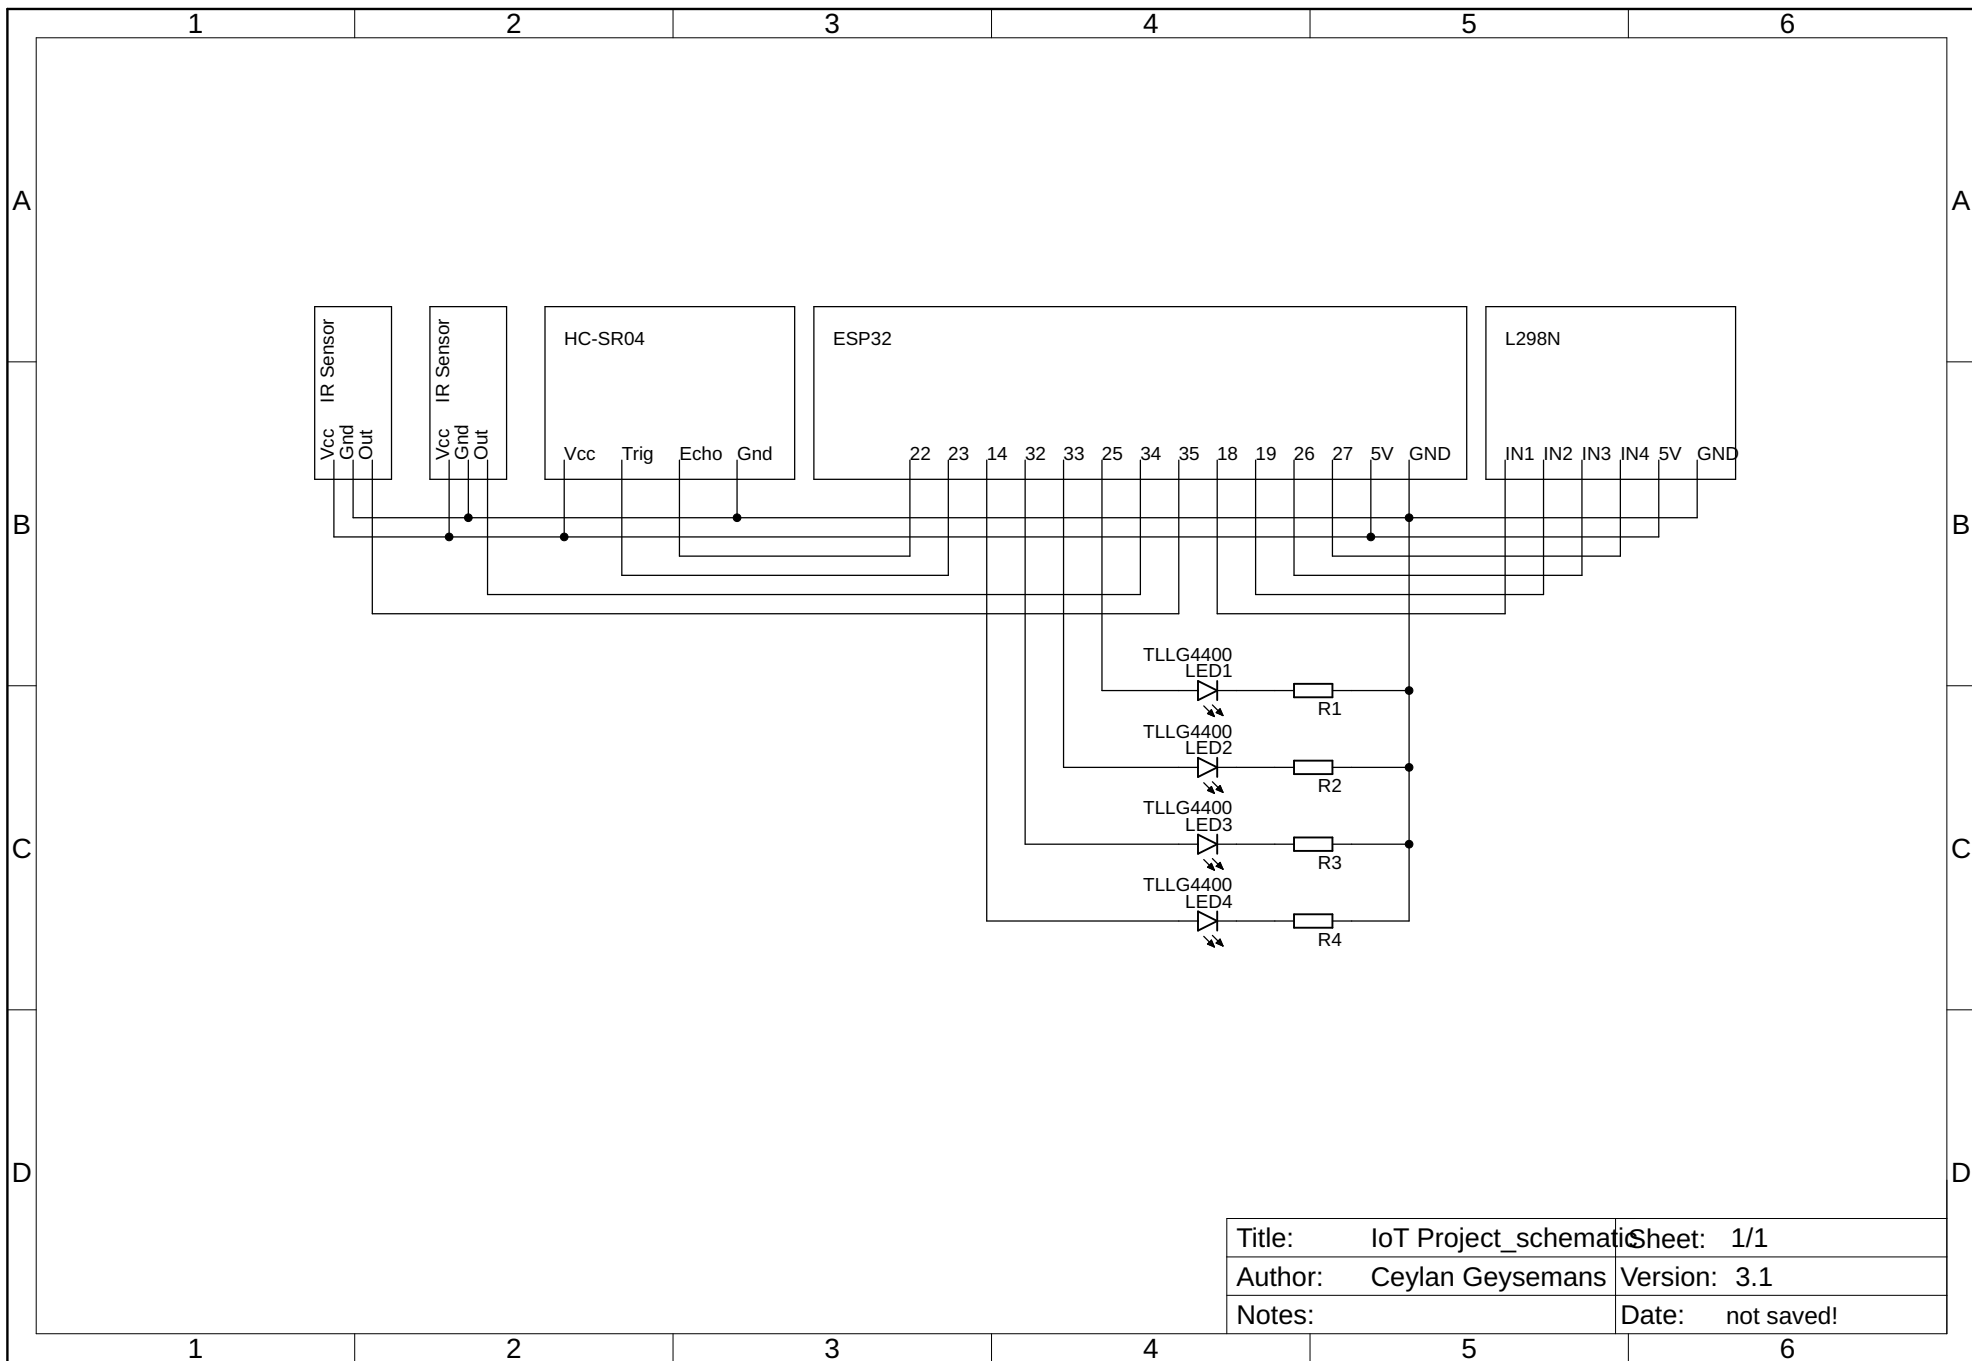 1 2 3 4 5 6
A A
IR Sensor
Vcc
Gnd
Out
IR Sensor
Vcc
Gnd
Out
HC-SR04
Vcc Trig Echo Gnd
ESP32
22 23 14 32 33 25 34 35 18 19 26 27 5V GND
L298N
IN1 IN2 IN3 IN4 5V GND
B B
TLLG4400
LED1
R1
TLLG4400
LED2
R2
TLLG4400
LED3
R3
C C
TLLG4400
LED4
R4
D D
Title: IoT Project_schematic Sheet: 1/1
Author: Ceylan Geysemans Version: 3.1
Notes: Date: not saved!
1 2 3 4 5 6